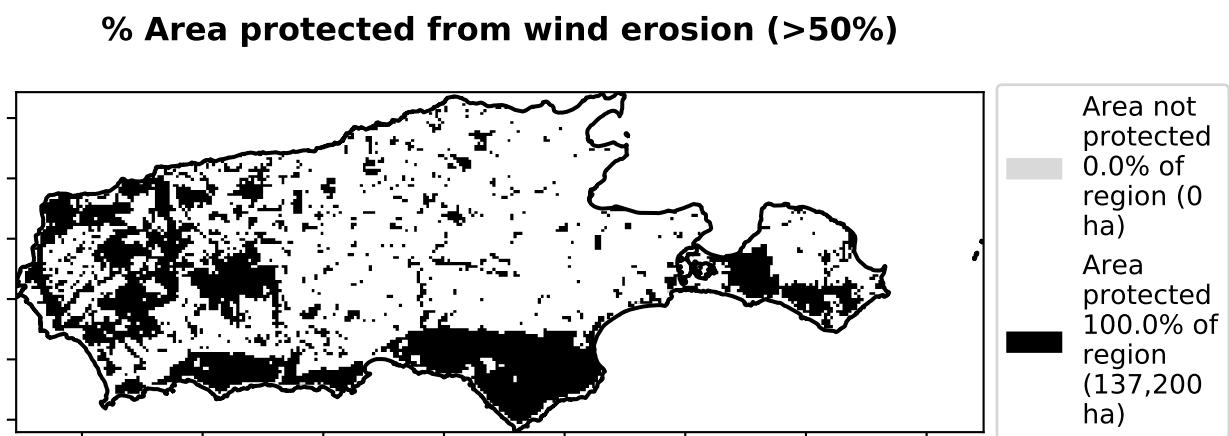 % Area protected from wind erosion (>50%)
Area not
protected
0.0% of
region (0
ha)
Area
protected
100.0% of
region
(137,200
ha)